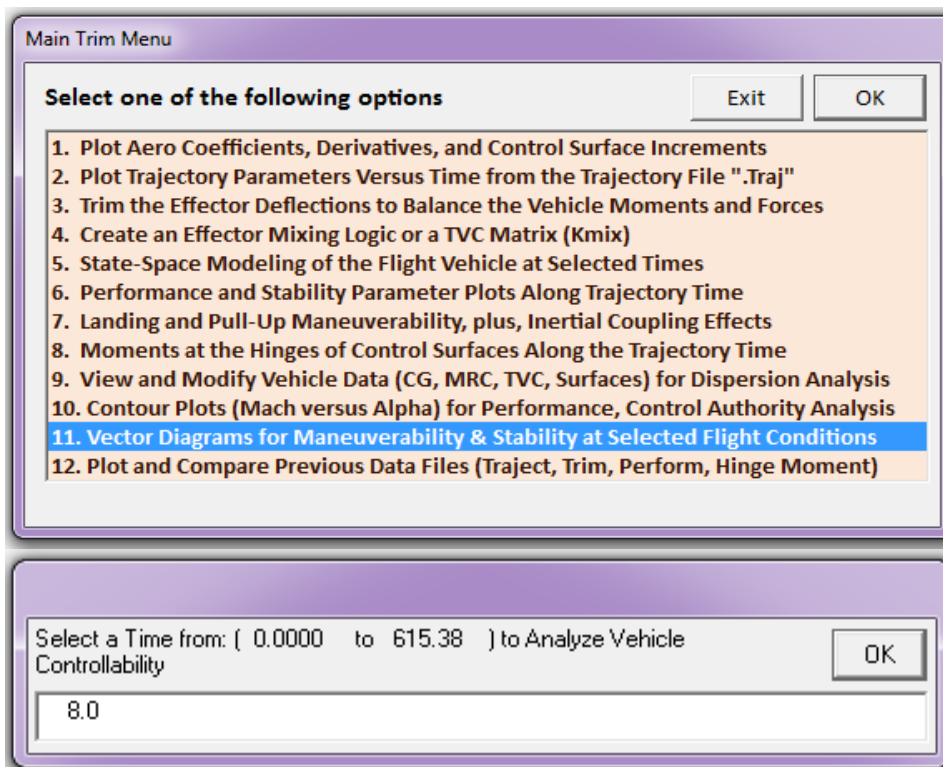 Main Trim Menu
Select one of the following options
Exit
OK
1. Plot Aero Coefficients, Derivatives, and Control Surface Increments
2. Plot Trajectory Parameters Versus Time from the Trajectory File ".Traj"
3. Trim the Effector Deflections to Balance the Vehicle Moments and Forces
4. Create an Effector Mixing Logic or a TVC Matrix (Kmix)
5. State-Space Modeling of the Flight Vehicle at Selected Times
6. Performance and Stability Parameter Plots Along Trajectory Time
7. Landing and Pull-Up Maneuverability, plus, Inertial Coupling Effects
8. Moments at the Hinges of Control Surfaces Along the Trajectory Time
9. View and Modify Vehicle Data (CG, MRC, TVC, Surfaces) for Dispersion Analysis
10. Contour Plots (Mach versus Alpha) for Performance, Control Authority Analysis
11. Vector Diagrams for Maneuverability & Stability at Selected Flight Conditions
12. Plot and Compare Previous Data Files (Traject, Trim, Perform, Hinge Moment)
Select a Time from: ( 0.0000 to 615.38 ) to Analyze Vehicle
Controllability
OK
8.0